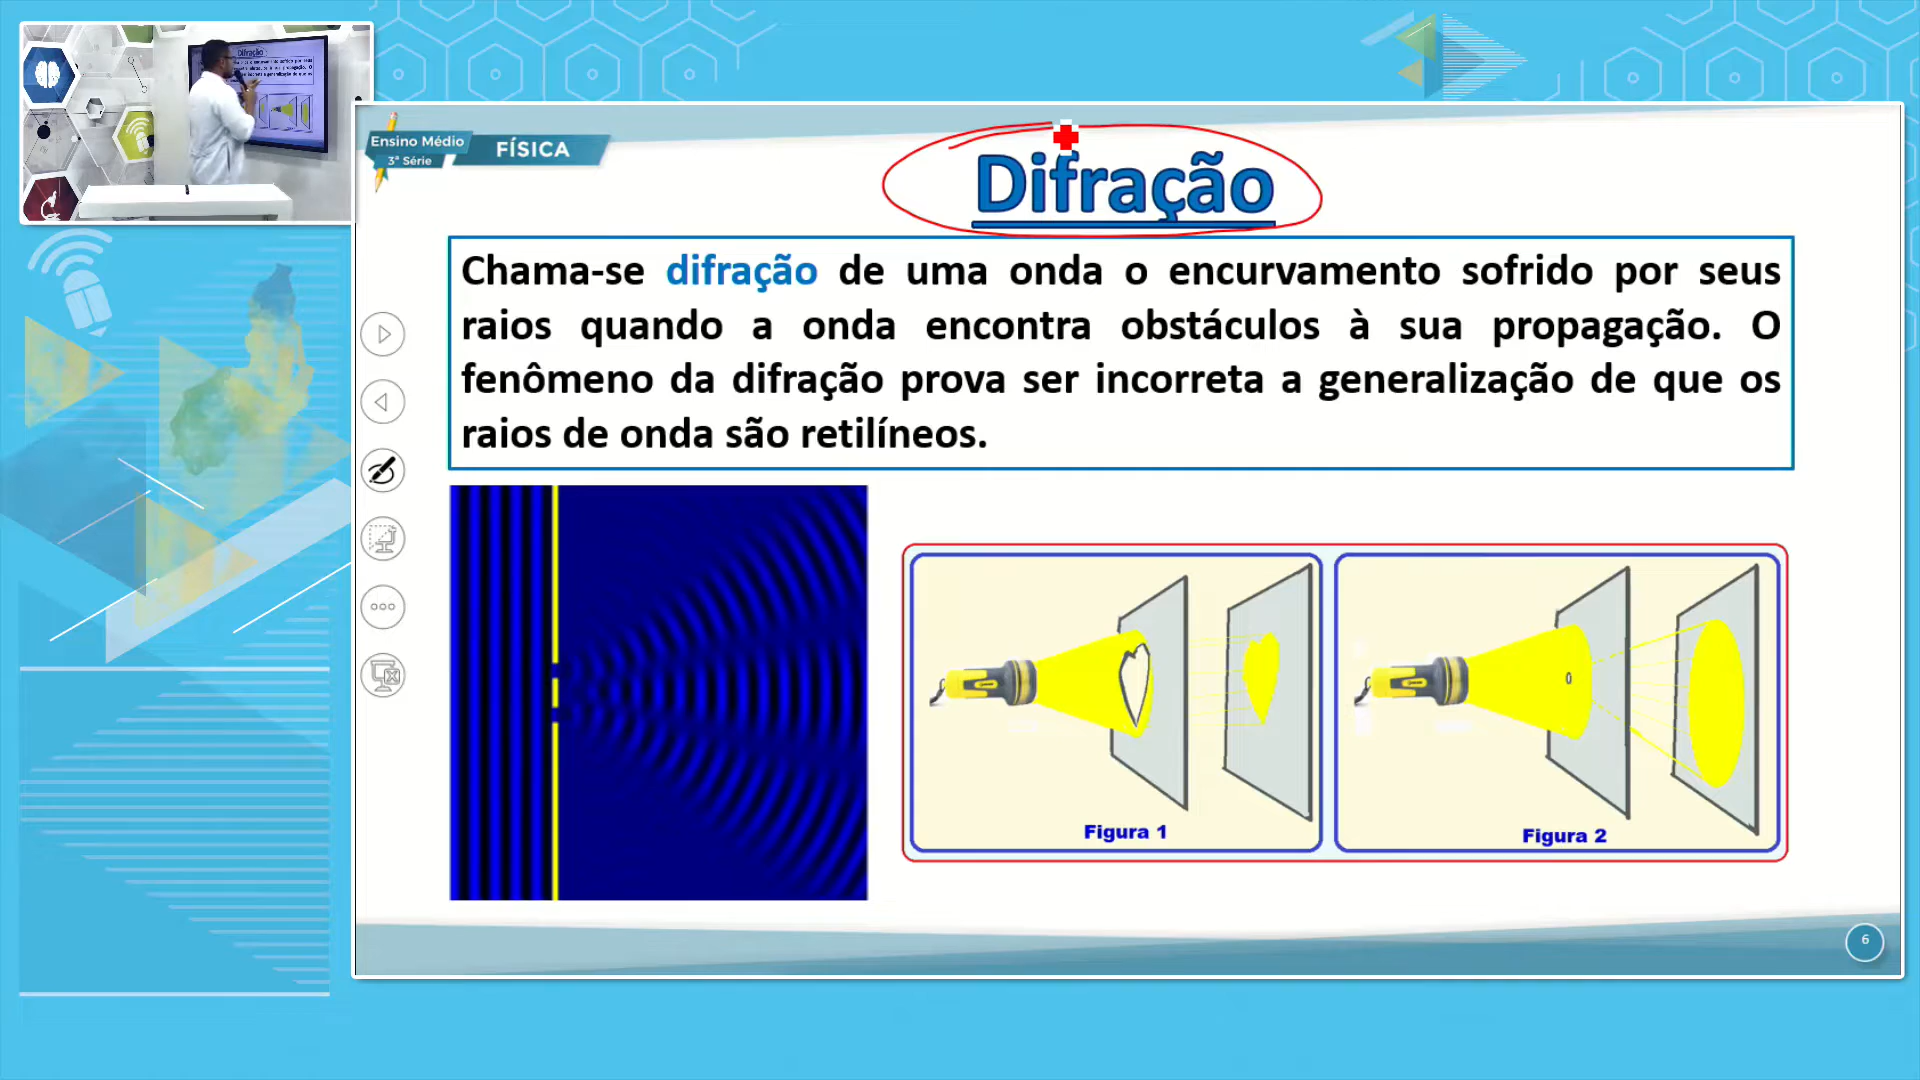 Ensino Médio
3ª Série
FÍSICA
Difração
Chama-se difração de uma onda o encurvamento sofrido por seus
raios quando a onda encontra obstáculos à sua propagação. O
fenômeno da difração prova ser incorreta a generalização de que os
raios de onda são retilíneos.
Figura 1
Figura 2
6